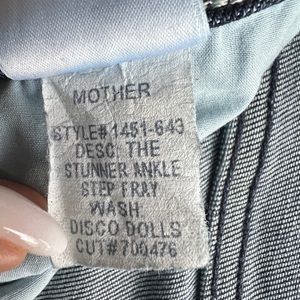 MOTHER
STYLE# 1451-643
DESC THE
STUNNER ANKLE
STEP FRAY
WASH
DISCO DOLLS
CUT# 700476